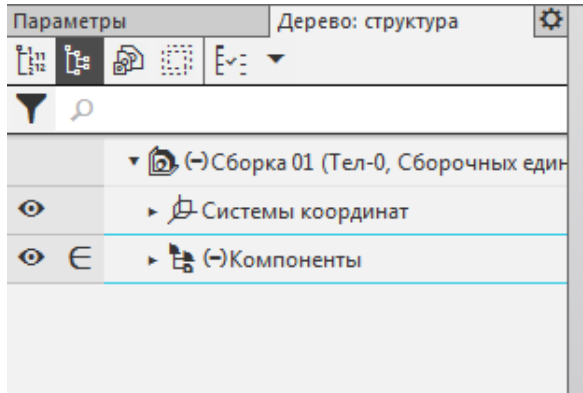 Параметры
Дерево: структура
(-)Сборка 01 (Тел-0, Сборочных един
Системы координат
∈
(-)Компоненты